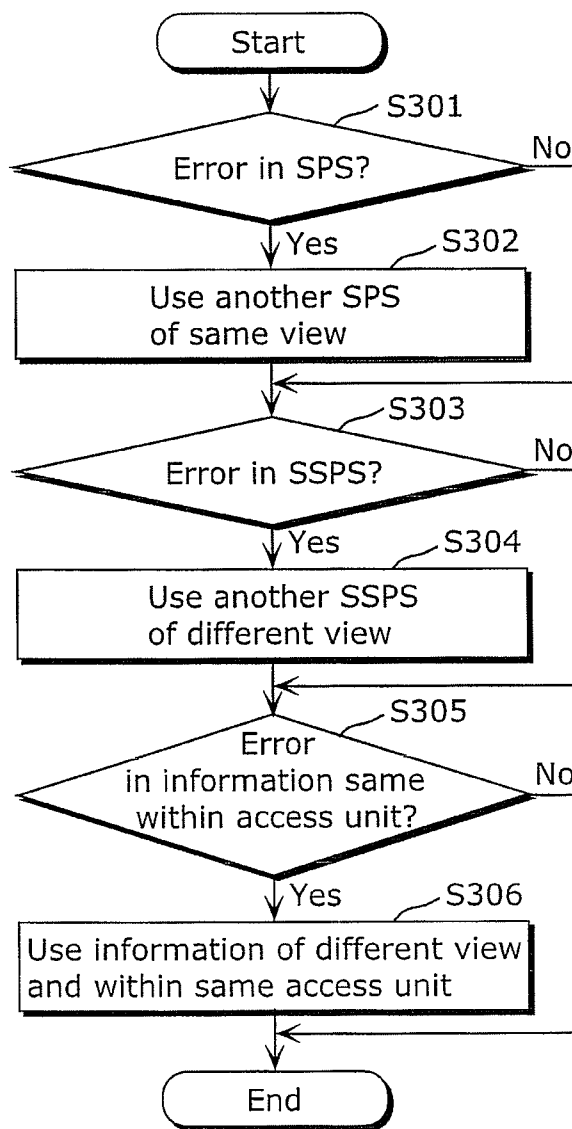 Start
S301
Error in SPS?
No
Yes
S302
Use another SPS
of same view
S303
Error in SSPS?
No
Yes
S304
Use another SSPS
of different view
S305
Error
in information same
within access unit?
No
Yes
S306
Use information of different view
and within same access unit
End